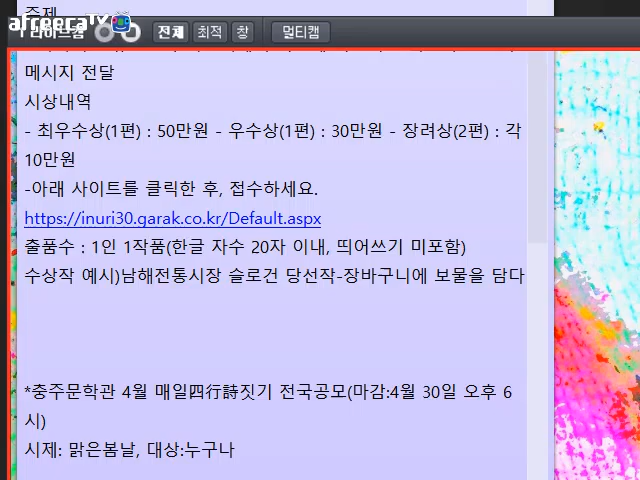 주제
afreecaTV
라이브캠
전체 최적 창 멀티캠
메시지 전달
시상내역
- 최우수상(1편) : 50만원 - 우수상(1편) : 30만원 - 장려상(2편) : 각
10만원
-아래 사이트를 클릭한 후, 접수하세요.
https://inuri30.garak.co.kr/Default.aspx
출품수 : 1인 1작품(한글 자수 20자 이내, 띄어쓰기 미포함)
수상작 예시)남해전통시장 슬로건 당선작-장바구니에 보물을 담다
*충주문학관 4월 매일四行詩짓기 전국공모(마감:4월 30일 오후 6
시)
시제: 맑은봄날, 대상:누구나